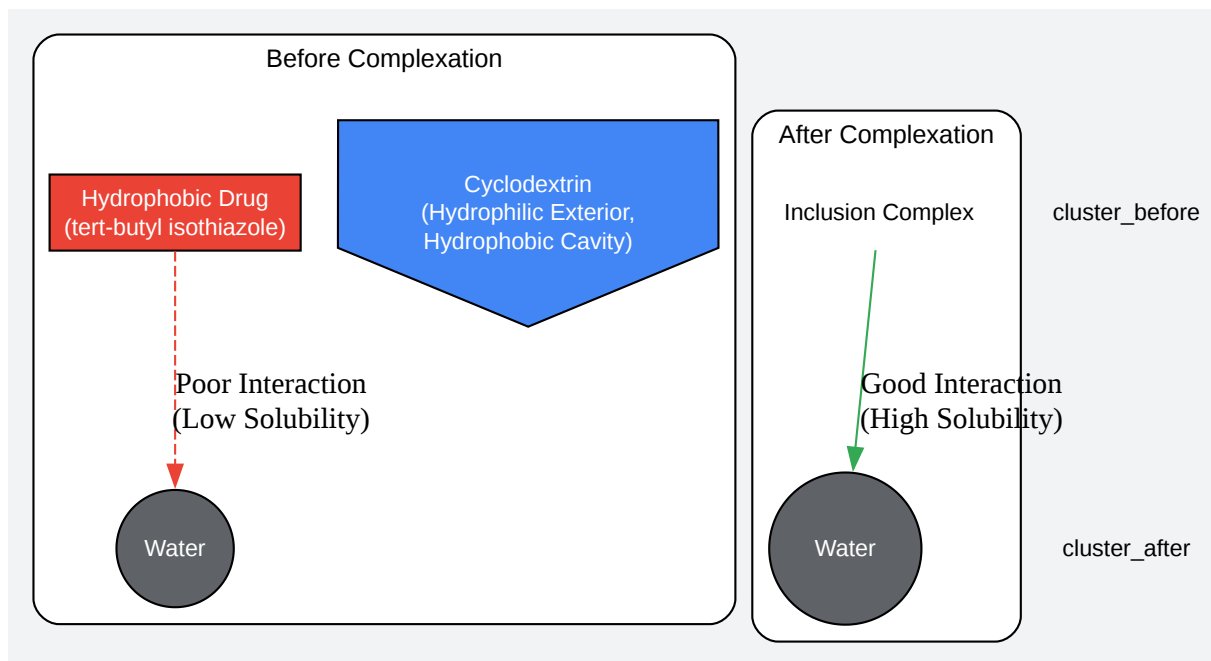 Before Complexation
Hydrophobic Drug
(tert-butyl isothiazole)
Cyclodextrin
(Hydrophilic Exterior,
Hydrophobic Cavity)
Poor Interaction
(Low Solubility)
Water
After Complexation
Inclusion Complex
Good Interaction
(High Solubility)
Water
cluster_before
cluster_after